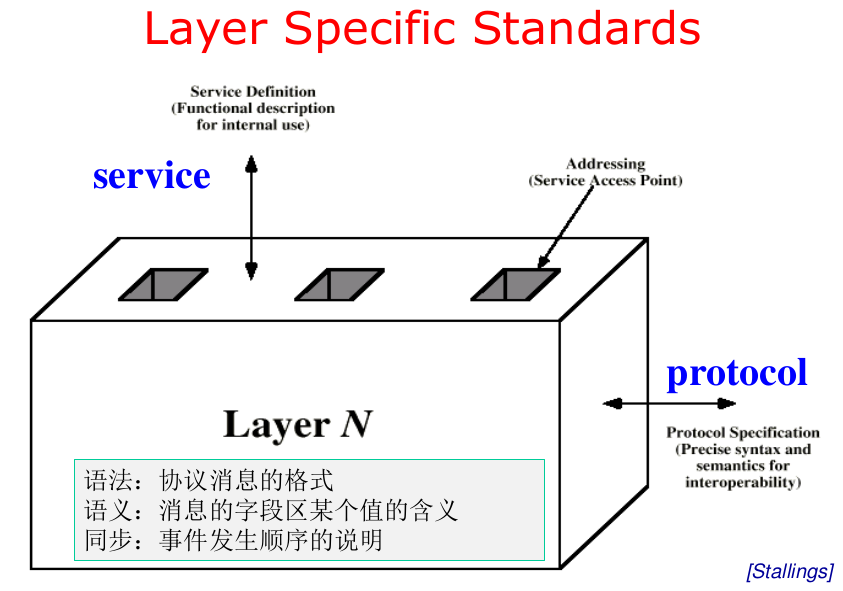 Layer Specific Standards
Service Definition
(Functional description
for internal use)
service
Addressing
(Service Access Point)
protocol
Protocol Specification
(Precise syntax and
semantics for
interoperability)
Layer N
语法：协议消息的格式
语义：消息的字段区某个值的含义
同步：事件发生顺序的说明
[Stallings]